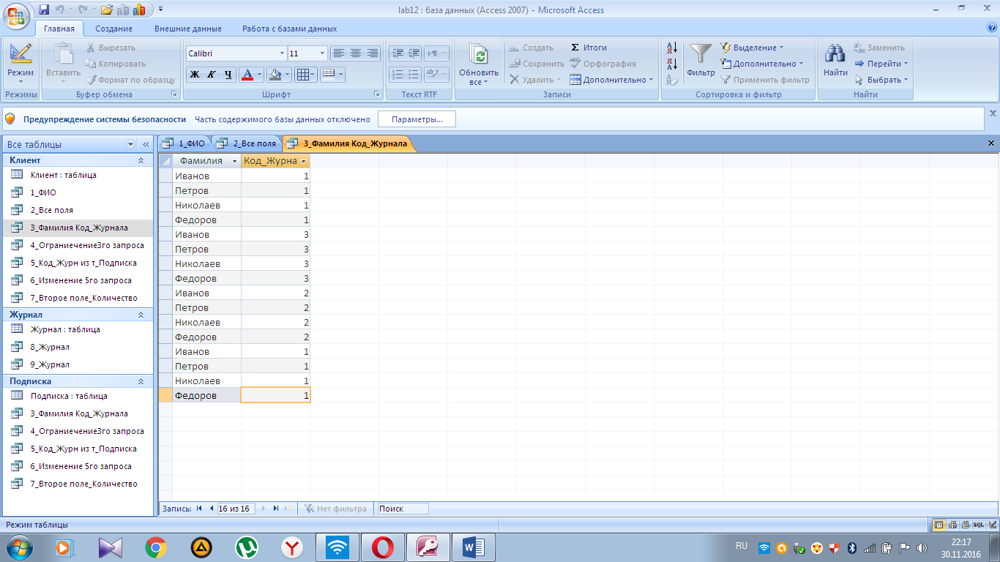 lab12 : база данных (Access 2007) - Microsoft Access
Главная Создание Внешние данные Работа с базами данных
Режим
Режимы
Вставить
Вырезать
Копировать
Формат по образцу
Буфер обмена
Calibri 11
Ж К Ч А
Шрифт
Текст RTF
Обновить все
Создать
Сохранить
Удалить
Итоги
Орфография
Дополнительно
Записи
Фильтр
Выделение
Дополнительно
Применить фильтр
Сортировка и фильтр
Найти
Заменить
Перейти
Выбрать
Найти
Предупреждение системы безопасности Часть содержимого базы данных отключено Параметры...
Все таблицы
Клиент
Клиент : таблица
1_ФИО
2_Все поля
3_Фамилия Код_Журнала
4_Ограниечение3го запроса
5_Код_Журн из т_Подписка
6_Изменение 5го запроса
7_Второе поле_Количество
Журнал
Журнал : таблица
8_Журнал
9_Журнал
Подписка
Подписка : таблица
3_Фамилия Код_Журнала
4_Ограниечение3го запроса
5_Код_Журн из т_Подписка
6_Изменение 5го запроса
7_Второе поле_Количество
1_ФИО 2_Все поля 3_Фамилия Код_Журнала
Фамилия Код_Журна
Иванов 1
Петров 1
Николаев 1
Федоров 1
Иванов 3
Петров 3
Николаев 3
Федоров 3
Иванов 2
Петров 2
Николаев 2
Федоров 2
Иванов 1
Петров 1
Николаев 1
Федоров 1
Запись: 16 из 16 Нет фильтра Поиск
Режим таблицы SQL
RU
22:17
30.11.2016